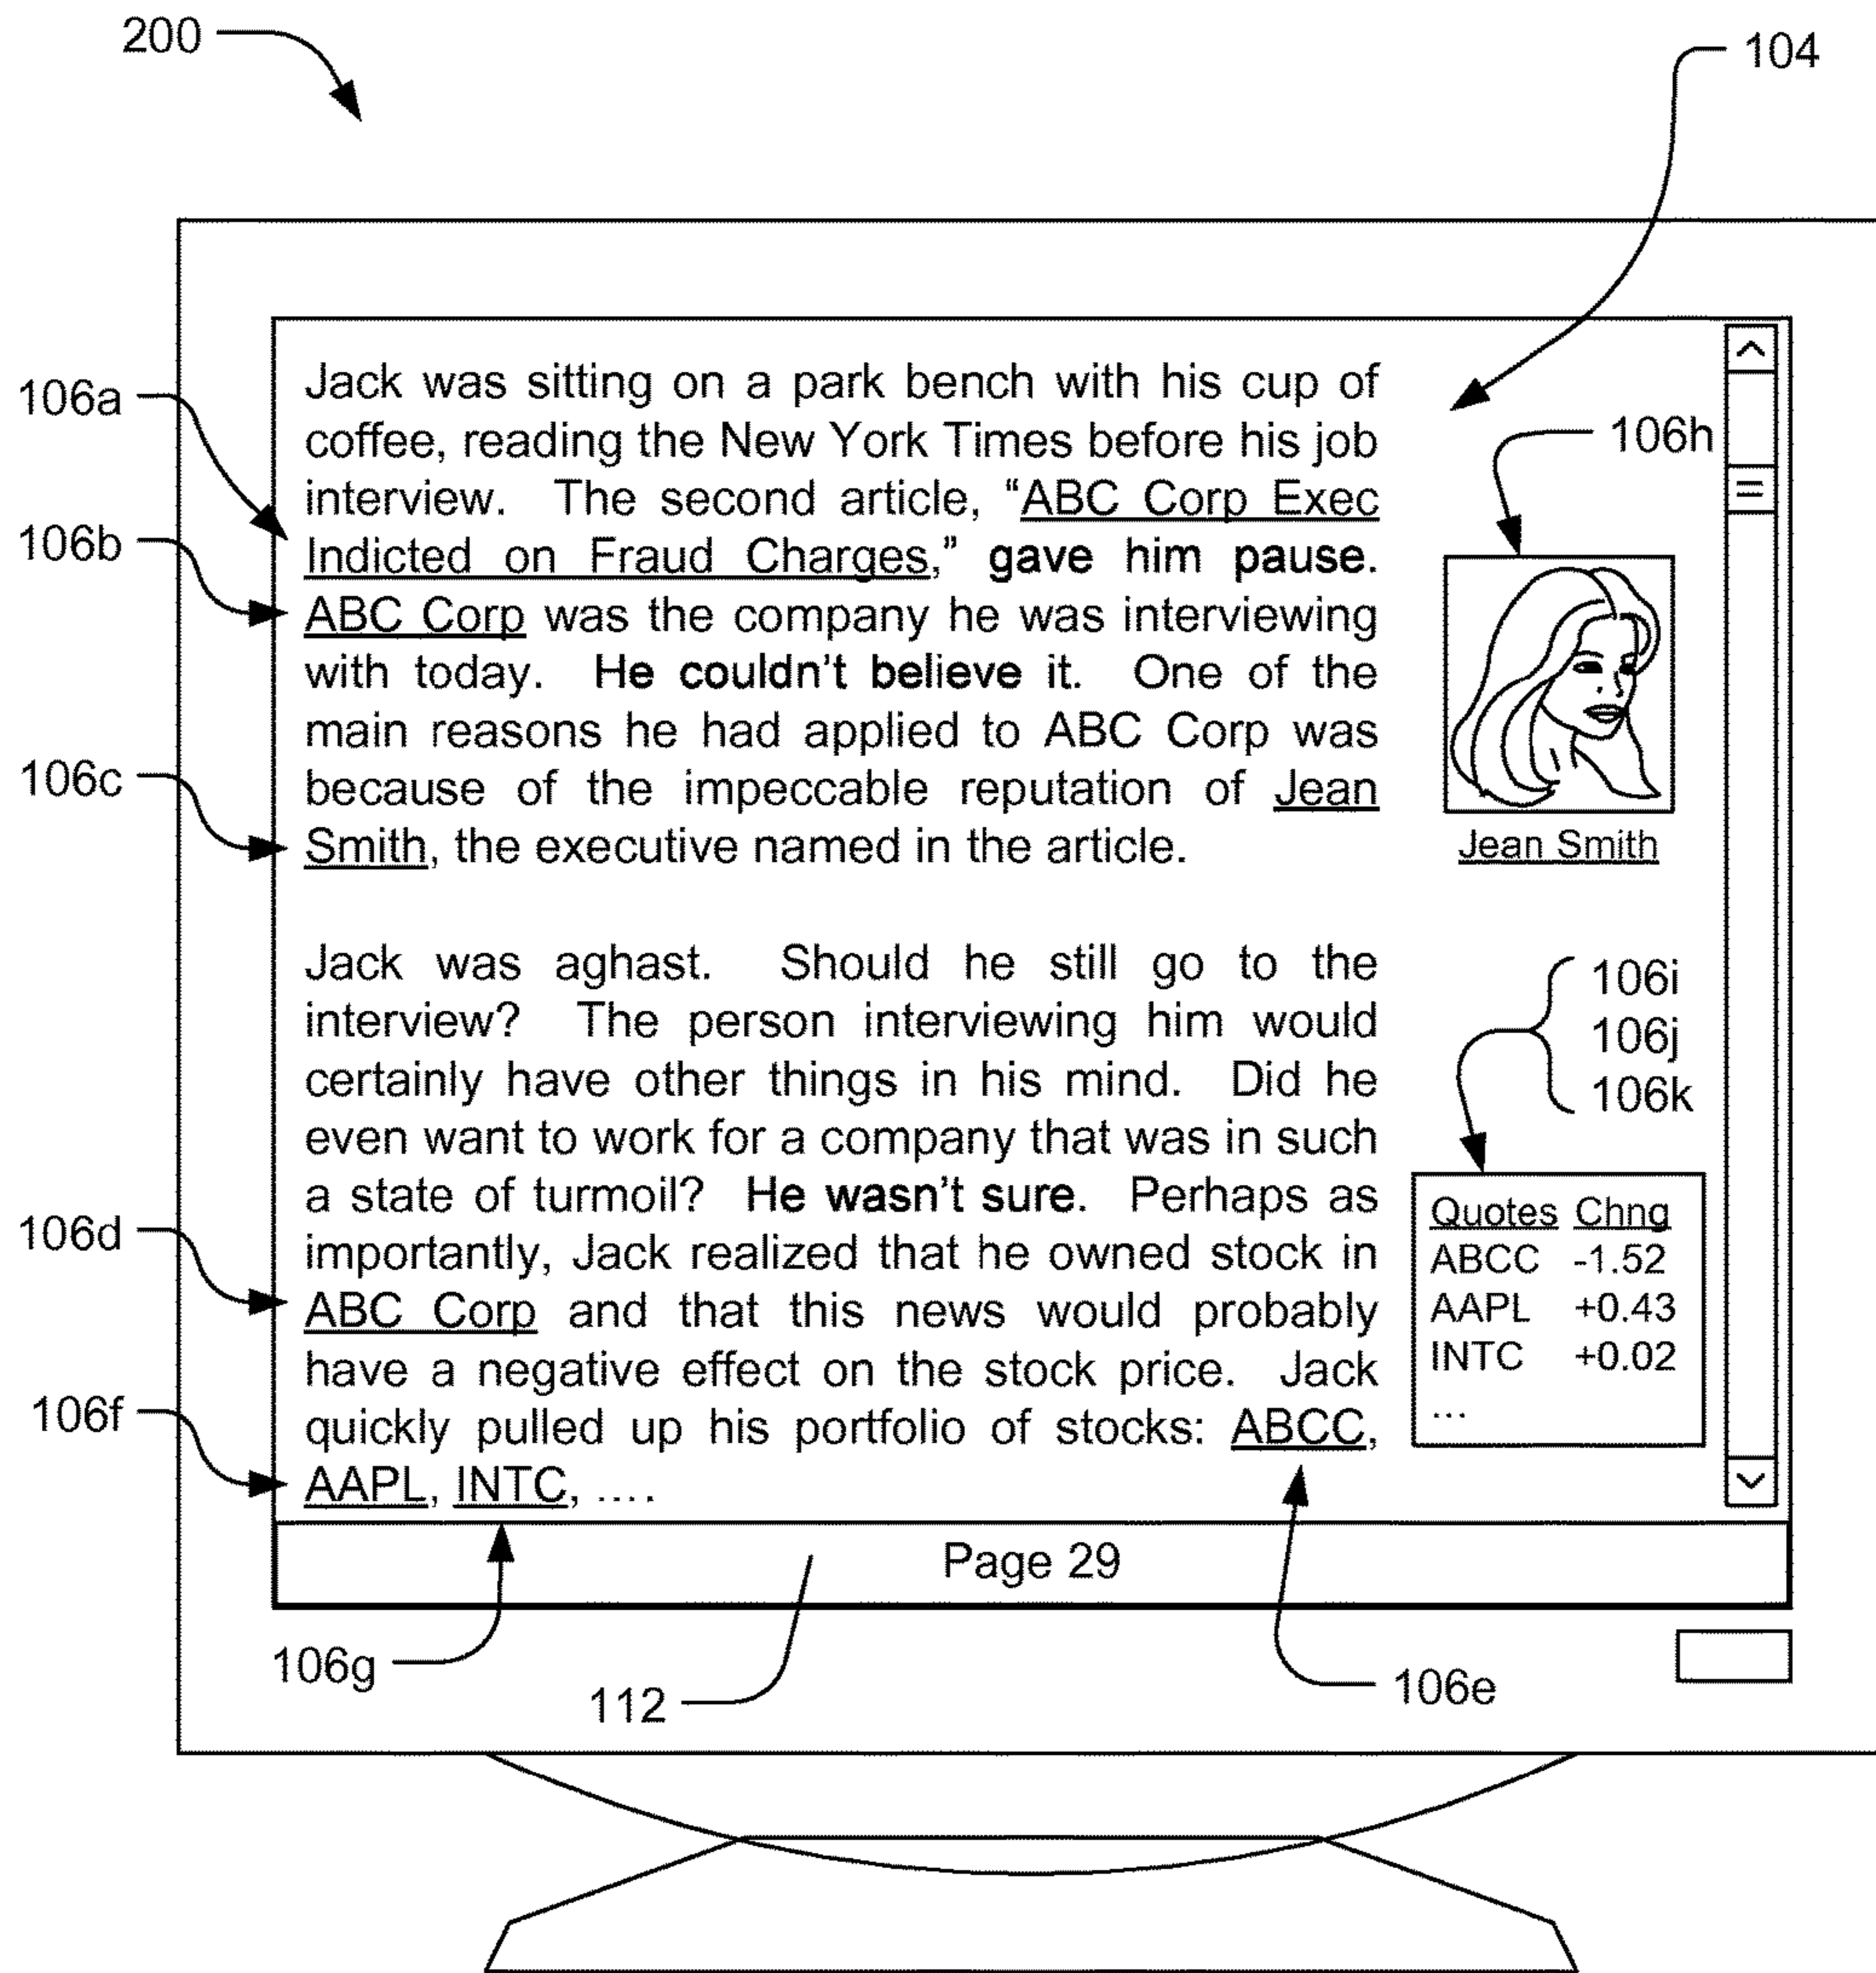 200
104
106a
106b
106c
106d
106f
Jack was sitting on a park bench with his cup of
coffee, reading the New York Times before his job
interview. The second article, “ABC Corp Exec
Indicted on Fraud Charges,” gave him pause.
ABC Corp was the company he was interviewing
with today. He couldn't believe it. One of the
main reasons he had applied to ABC Corp was
because of the impeccable reputation of Jean
Smith, the executive named in the article.
Jack was aghast. Should he still go to the
interview? The person interviewing him would
certainly have other things in his mind. Did he
even want to work for a company that was in such
a state of turmoil? He wasn't sure. Perhaps as
importantly, Jack realized that he owned stock in
ABC Corp and that this news would probably
have a negative effect on the stock price. Jack
quickly pulled up his portfolio of stocks: ABCC,
AAPL, INTC, ....
106h
Jean Smith
106i
106j
106k
Quotes Chng
ABCC -1.52
AAPL +0.43
INTC +0.02
...
Page 29
106g
112
106e